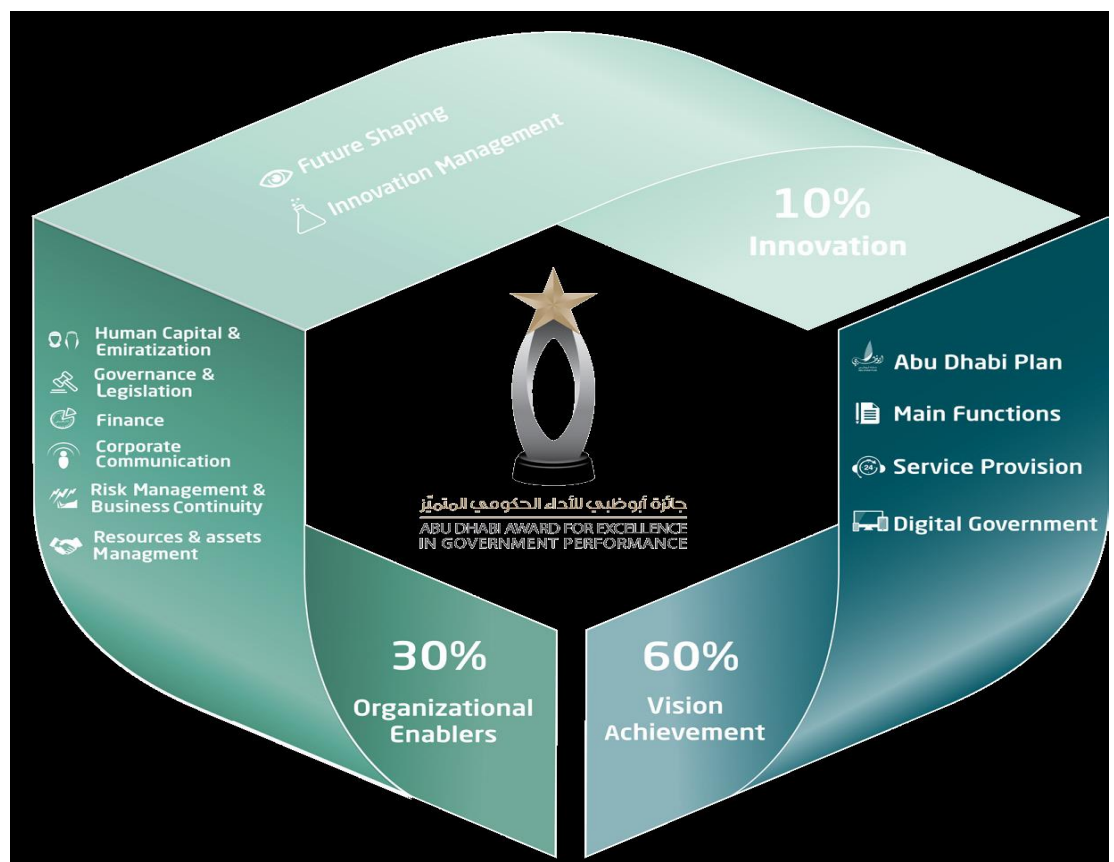 Future Shaping
Innovation Management
10%
Innovation
Human Capital &
Emiratization
Governance &
Legislation
Finance
Corporate
Communication
Risk Management &
Business Continuity
Resources & assets
Managment
30%
Organizational
Enablers
جائزة أبوظبي للأداء الحكومي المتميّز
ABU DHABI AWARD FOR EXCELLENCE
IN GOVERNMENT PERFORMANCE
Abu Dhabi Plan
Main Functions
24
Service Provision
Digital Government
60%
Vision
Achievement